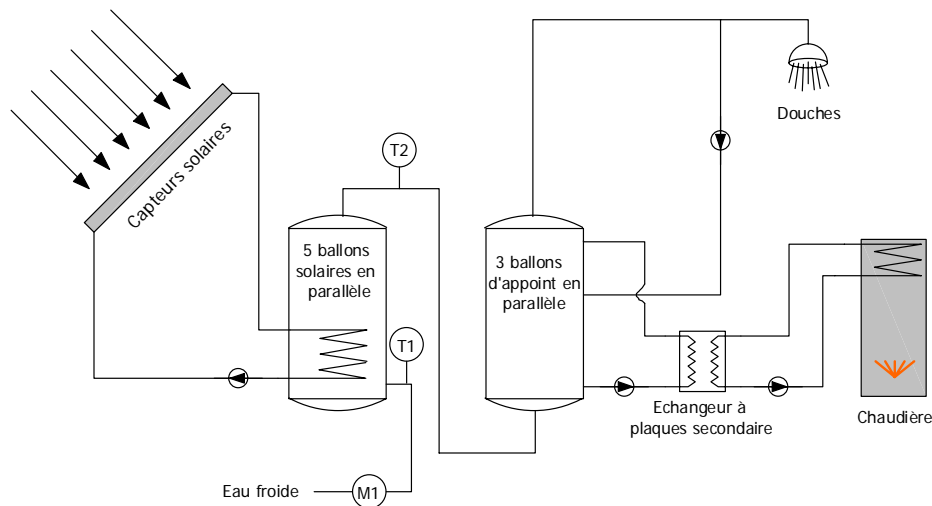 Douches
Capteurs solaires
T2
5 ballons
solaires en
parallèle
3 ballons
d'appoint en
parallèle
T1
Echangeur à
plaques secondaire
Chaudière
Eau froide
M1